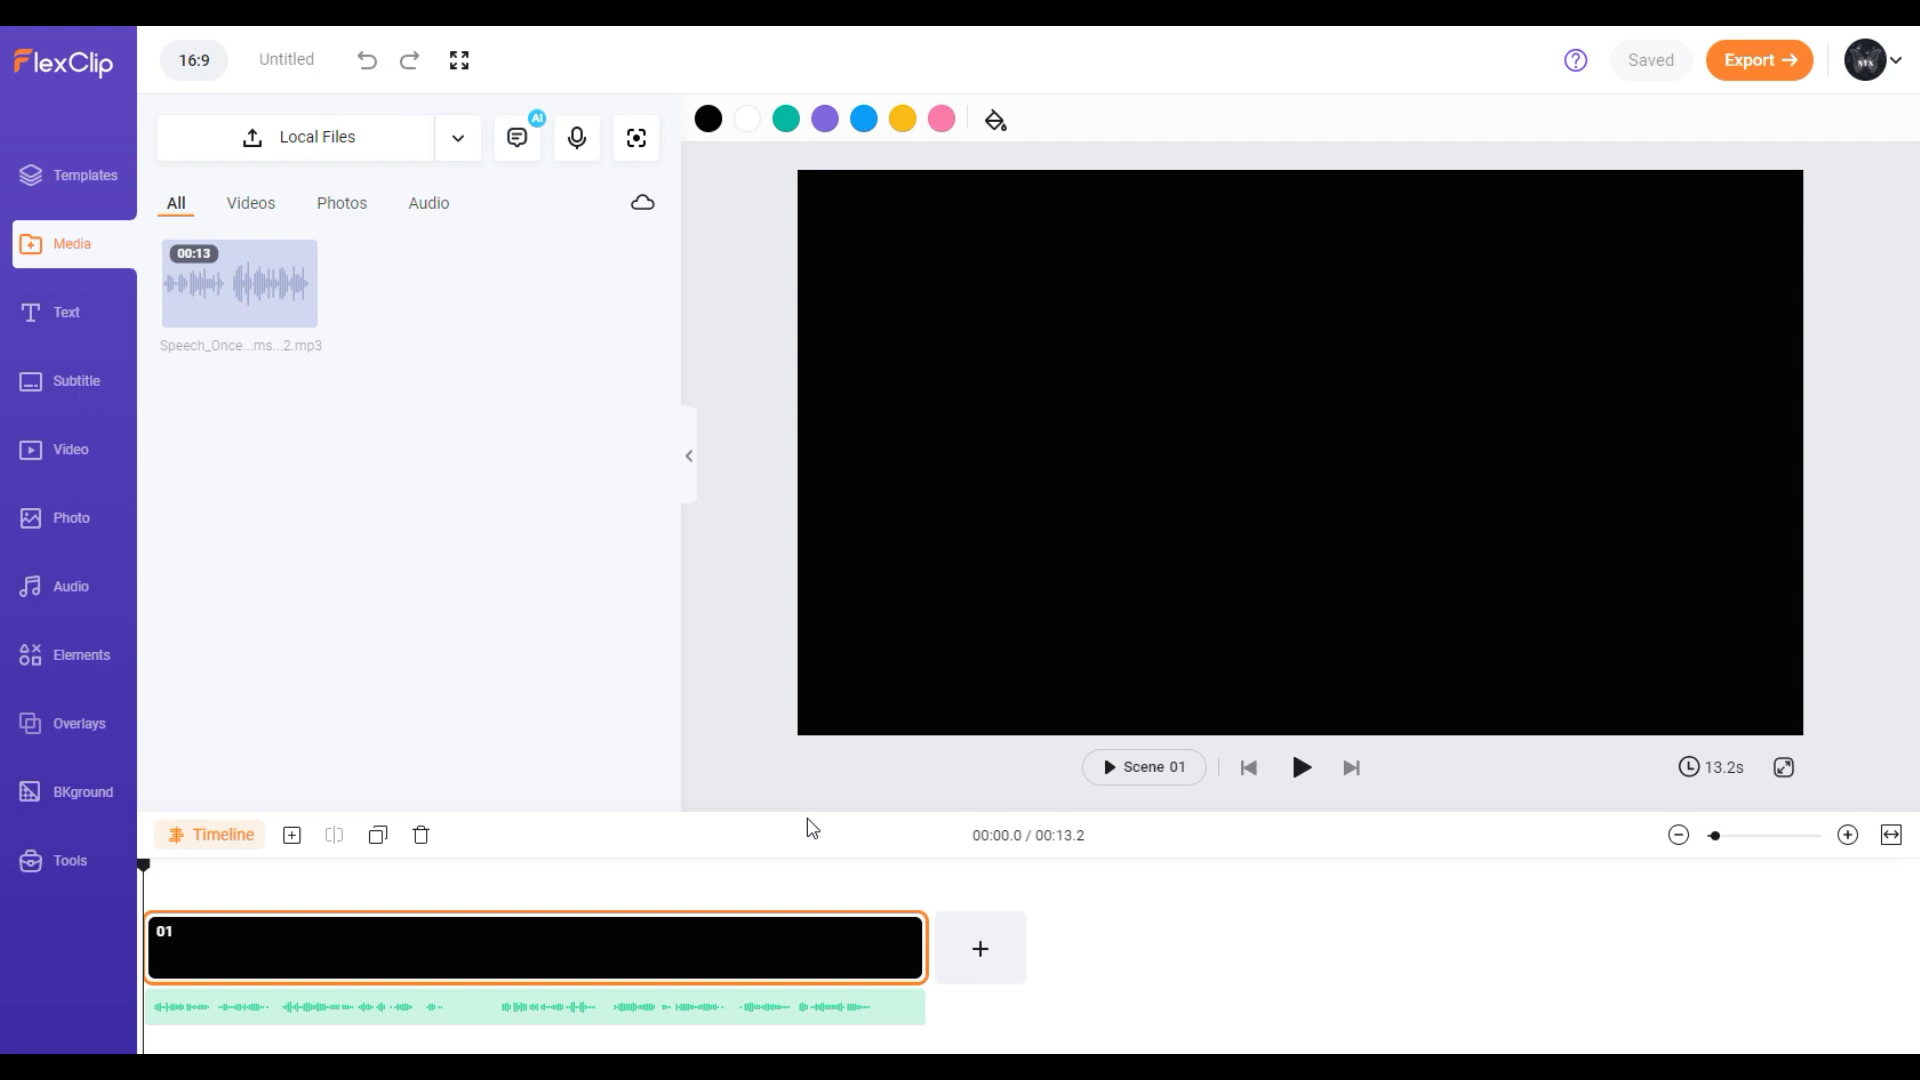 FlexClip
16:9
Untitled
Saved
Export
NYX
Templates
Media
Text
Subtitle
Video
Photo
Audio
Elements
Overlays
BKground
Tools
Local Files
AI
All
Videos
Photos
Audio
00:13
Speech_Once...ms...2.mp3
Scene 01
13.2s
Timeline
00:00.0 / 00:13.2
01